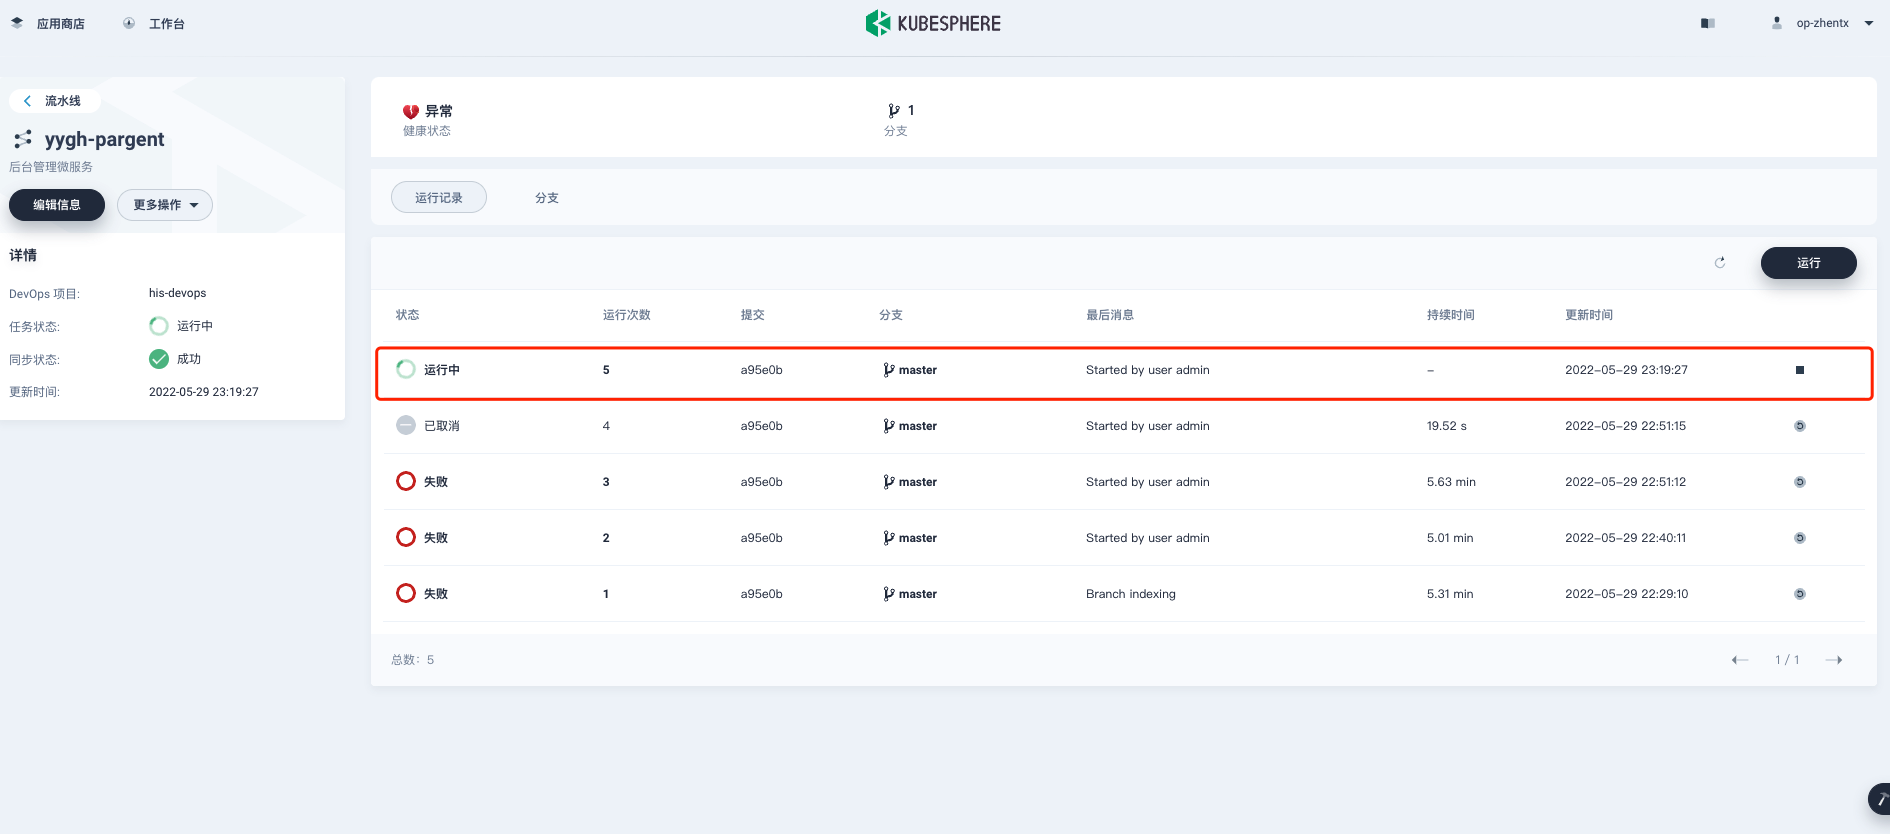 应用商店 工作台 KUBESPHERE op-zhentx
流水线
yygh-pargent
后台管理微服务
编辑信息 更多操作
详情
DevOps 项目: his-devops
任务状态: 运行中
同步状态: 成功
更新时间: 2022-05-29 23:19:27
异常 1
健康状态 分支
运行记录 分支
运行
状态 运行次数 提交 分支 最后消息 持续时间 更新时间
运行中 5 a95e0b master Started by user admin – 2022-05-29 23:19:27
已取消 4 a95e0b master Started by user admin 19.52 s 2022-05-29 22:51:15
失败 3 a95e0b master Started by user admin 5.63 min 2022-05-29 22:51:12
失败 2 a95e0b master Started by user admin 5.01 min 2022-05-29 22:40:11
失败 1 a95e0b master Branch indexing 5.31 min 2022-05-29 22:29:10
总数: 5 1 / 1